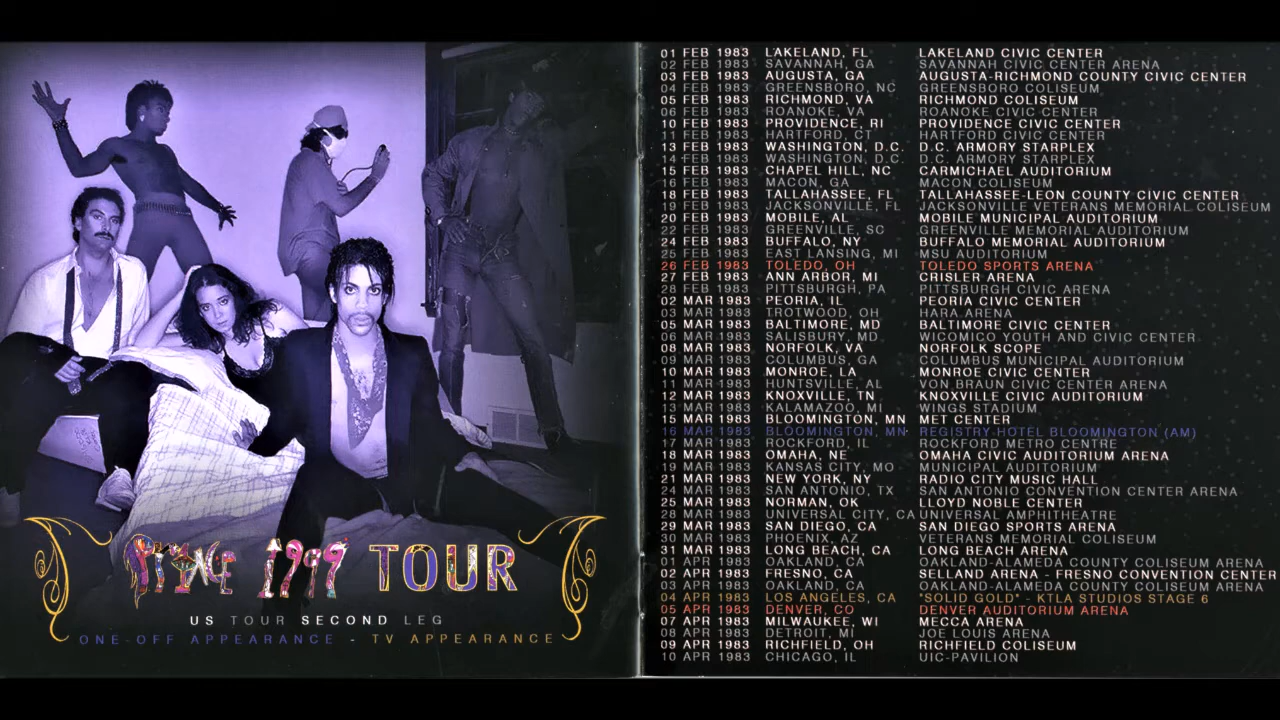 PRINCE 1999 TOUR
US TOUR SECOND LEG
ONE-OFF APPEARANCE - TV APPEARANCE
01 FEB 1983 LAKELAND, FL LAKELAND CIVIC CENTER
02 FEB 1983 SAVANNAH, GA SAVANNAH CIVIC CENTER ARENA
03 FEB 1983 AUGUSTA, GA AUGUSTA-RICHMOND COUNTY CIVIC CENTER
04 FEB 1983 GREENSBORO, NC GREENSBORO COLISEUM
05 FEB 1983 RICHMOND, VA RICHMOND COLISEUM
06 FEB 1983 ROANOKE, VA ROANOKE CIVIC CENTER
10 FEB 1983 PROVIDENCE, RI PROVIDENCE CIVIC CENTER
11 FEB 1983 HARTFORD, CT HARTFORD CIVIC CENTER
13 FEB 1983 WASHINGTON, D.C. D.C. ARMORY STARPLEX
14 FEB 1983 WASHINGTON, D.C. D.C. ARMORY STARPLEX
15 FEB 1983 CHAPEL HILL, NC CARMICHAEL AUDITORIUM
16 FEB 1983 MACON, GA MACON COLISEUM
18 FEB 1983 TALLAHASSEE, FL TALLAHASSEE-LEON COUNTY CIVIC CENTER
19 FEB 1983 JACKSONVILLE, FL JACKSONVILLE VETERANS MEMORIAL COLISEUM
20 FEB 1983 MOBILE, AL MOBILE MUNICIPAL AUDITORIUM
22 FEB 1983 GREENVILLE, SC GREENVILLE MEMORIAL AUDITORIUM
24 FEB 1983 BUFFALO, NY BUFFALO MEMORIAL AUDITORIUM
25 FEB 1983 EAST LANSING, MI MSU AUDITORIUM
26 FEB 1983 TOLEDO, OH TOLEDO SPORTS ARENA
27 FEB 1983 ANN ARBOR, MI CRISLER ARENA
28 FEB 1983 PITTSBURGH, PA PITTSBURGH CIVIC ARENA
02 MAR 1983 PEORIA, IL PEORIA CIVIC CENTER
03 MAR 1983 TROTWOOD, OH HARA ARENA
05 MAR 1983 BALTIMORE, MD BALTIMORE CIVIC CENTER
06 MAR 1983 SALISBURY, MD WICOMICO YOUTH AND CIVIC CENTER
08 MAR 1983 NORFOLK, VA NORFOLK SCOPE
09 MAR 1983 COLUMBUS, GA COLUMBUS MUNICIPAL AUDITORIUM
10 MAR 1983 MONROE, LA MONROE CIVIC CENTER
11 MAR 1983 HUNTSVILLE, AL VON BRAUN CIVIC CENTER ARENA
12 MAR 1983 KNOXVILLE, TN KNOXVILLE CIVIC AUDITORIUM
13 MAR 1983 KALAMAZOO, MI WINGS STADIUM
15 MAR 1983 BLOOMINGTON, MN MET CENTER
16 MAR 1983 BLOOMINGTON, MN REGISTRY HOTEL BLOOMINGTON (AM)
17 MAR 1983 ROCKFORD, IL ROCKFORD METRO CENTRE
18 MAR 1983 OMAHA, NE OMAHA CIVIC AUDITORIUM ARENA
19 MAR 1983 KANSAS CITY, MO MUNICIPAL AUDITORIUM
21 MAR 1983 NEW YORK, NY RADIO CITY MUSIC HALL
24 MAR 1983 SAN ANTONIO, TX SAN ANTONIO CONVENTION CENTER ARENA
25 MAR 1983 NORMAN, OK LLOYD NOBLE CENTER
28 MAR 1983 UNIVERSAL CITY, CA UNIVERSAL AMPHITHEATRE
29 MAR 1983 SAN DIEGO, CA SAN DIEGO SPORTS ARENA
30 MAR 1983 PHOENIX, AZ VETERANS MEMORIAL COLISEUM
31 MAR 1983 LONG BEACH, CA LONG BEACH ARENA
01 APR 1983 OAKLAND, CA OAKLAND-ALAMEDA COUNTY COLISEUM ARENA
02 APR 1983 FRESNO, CA SELLAND ARENA - FRESNO CONVENTION CENTER
03 APR 1983 OAKLAND, CA OAKLAND-ALAMEDA COUNTY COLISEUM ARENA
04 APR 1983 LOS ANGELES, CA "SOLID GOLD" - KTLA STUDIOS STAGE 6
05 APR 1983 DENVER, CO DENVER AUDITORIUM ARENA
07 APR 1983 MILWAUKEE, WI MECCA ARENA
08 APR 1983 DETROIT, MI JOE LOUIS ARENA
09 APR 1983 RICHFIELD, OH RICHFIELD COLISEUM
10 APR 1983 CHICAGO, IL UIC-PAVILION